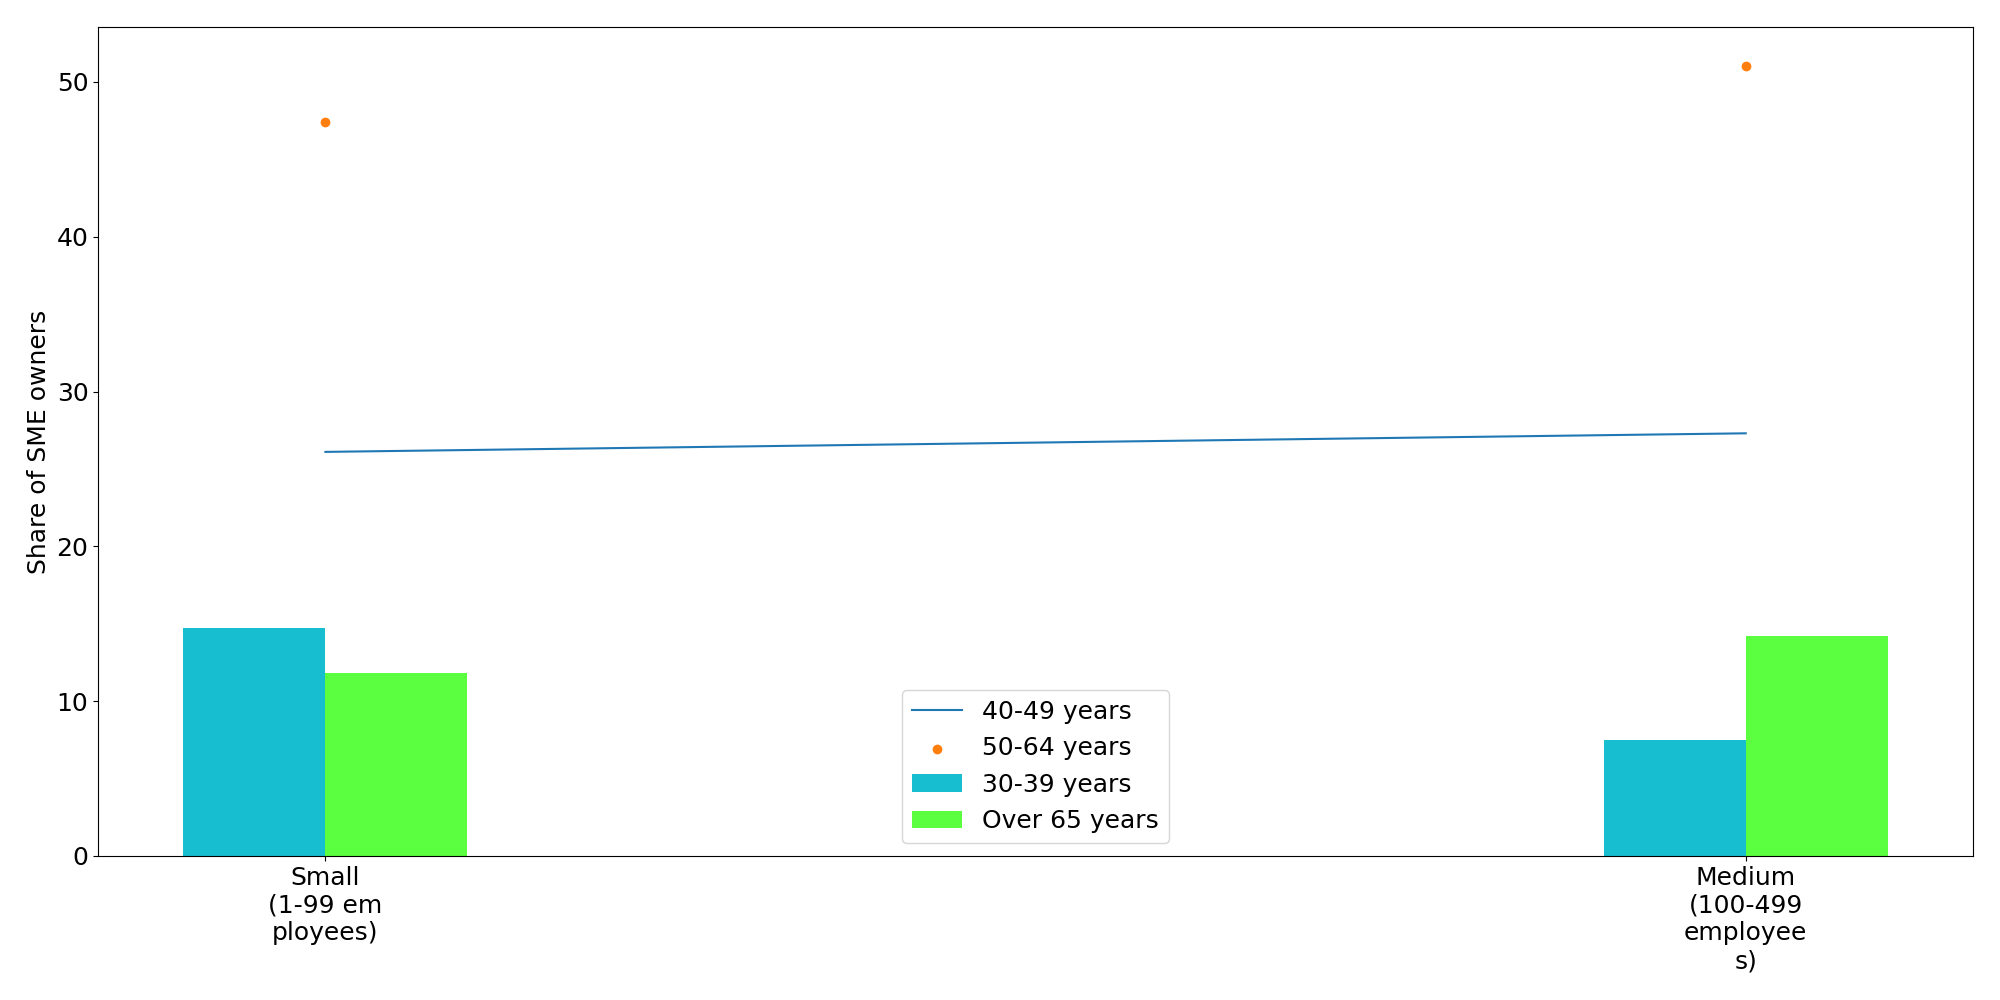 Share of SME owners
50
40
30
20
10
0
40-49 years
50-64 years
30-39 years
Over 65 years
Small
(1-99 em
ployees)
Medium
(100-499
employee
s)